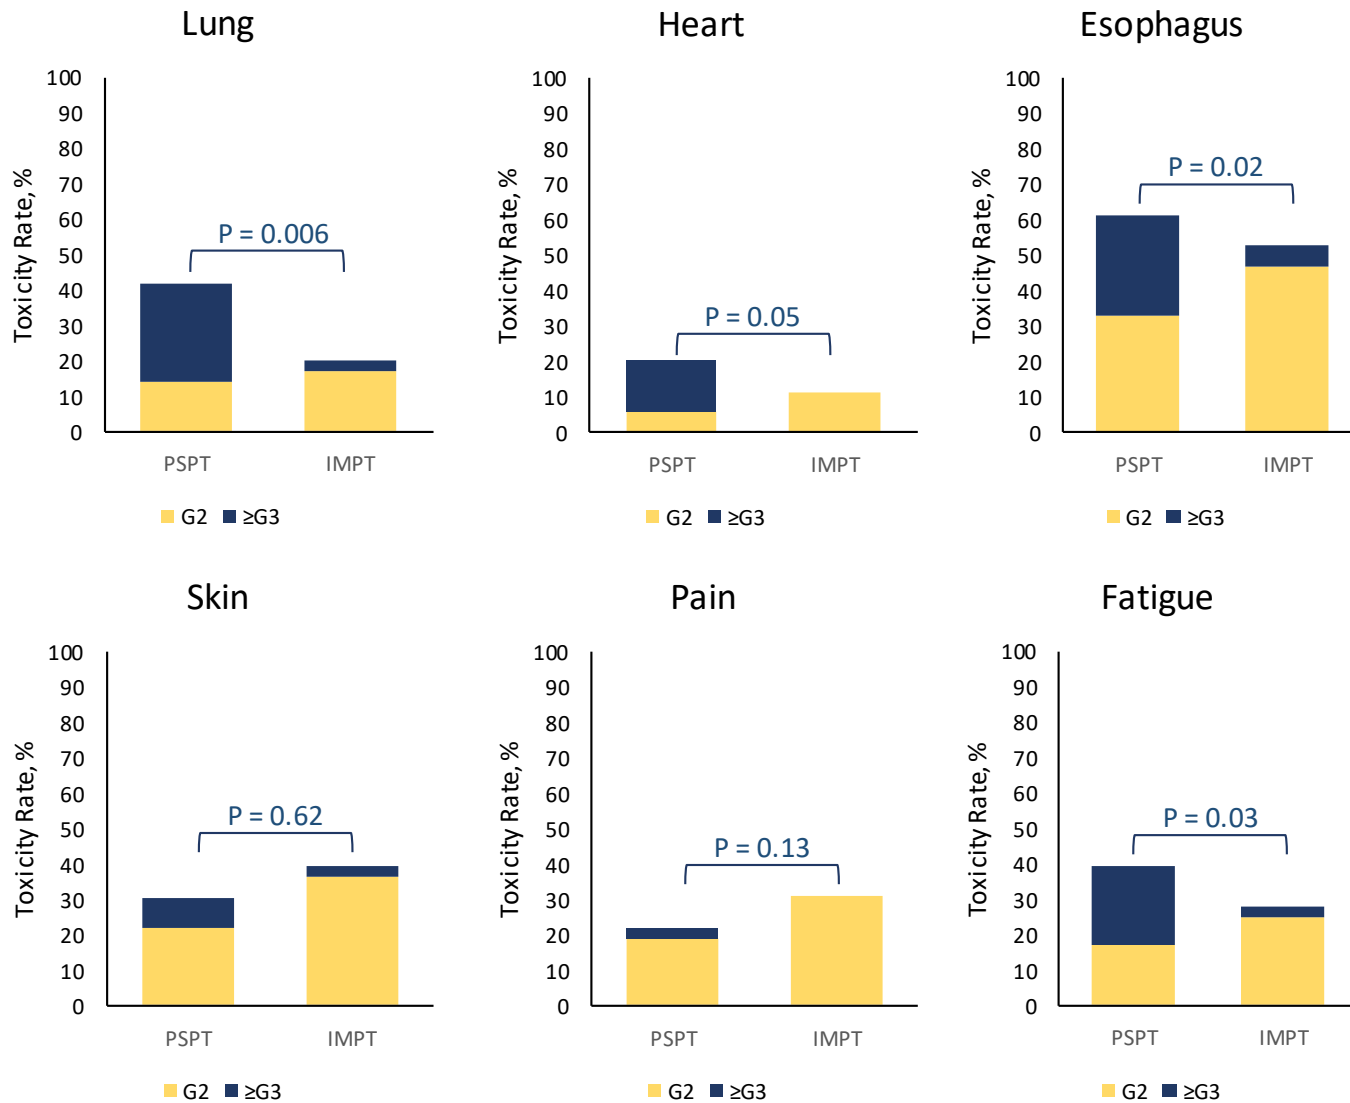 Lung
Toxicity Rate, %
100
90
80
70
60
50
40
30
20
10
0
P = 0.006
PSPT IMPT
G2 ≥G3
Heart
Toxicity Rate, %
100
90
80
70
60
50
40
30
20
10
0
P = 0.05
PSPT IMPT
G2 ≥G3
Esophagus
Toxicity Rate, %
100
90
80
70
60
50
40
30
20
10
0
P = 0.02
PSPT IMPT
G2 ≥G3
Skin
Toxicity Rate, %
100
90
80
70
60
50
40
30
20
10
0
P = 0.62
PSPT IMPT
G2 ≥G3
Pain
Toxicity Rate, %
100
90
80
70
60
50
40
30
20
10
0
P = 0.13
PSPT IMPT
G2 ≥G3
Fatigue
Toxicity Rate, %
100
90
80
70
60
50
40
30
20
10
0
P = 0.03
PSPT IMPT
G2 ≥G3